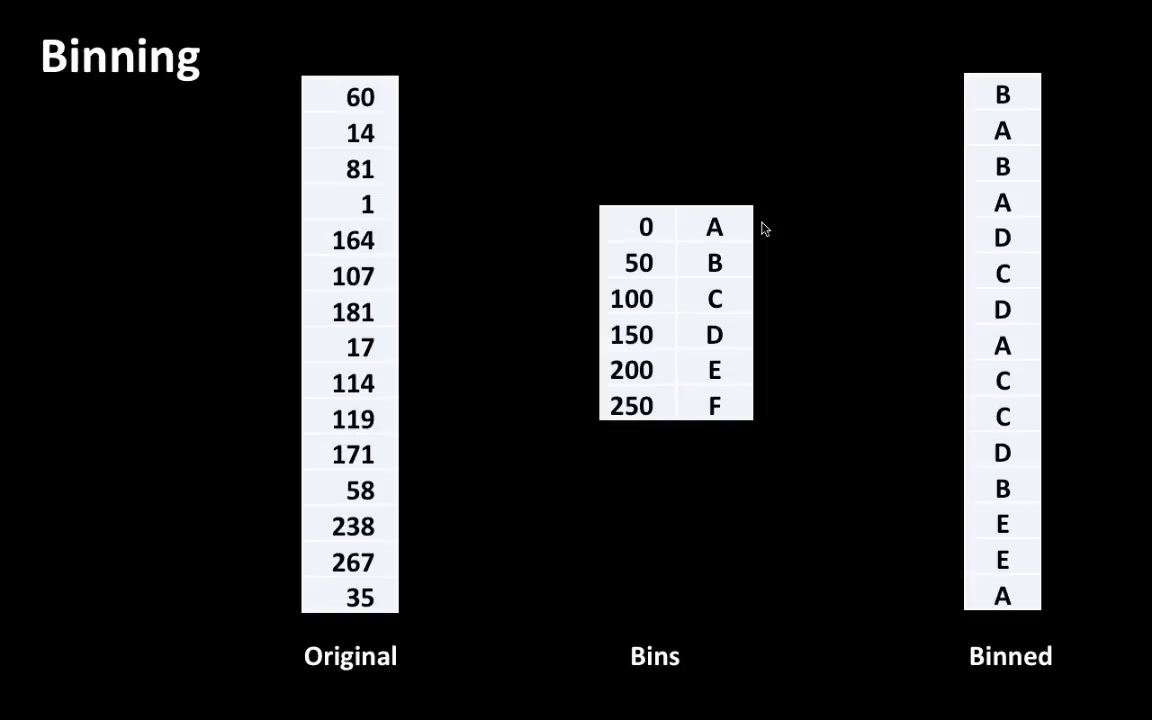 Binning
60
14
81
1
164
107
181
17
114
119
171
58
238
267
35
Original
0 A
50 B
100 C
150 D
200 E
250 F
Bins
B
A
B
A
D
C
D
A
C
C
D
B
E
E
A
Binned